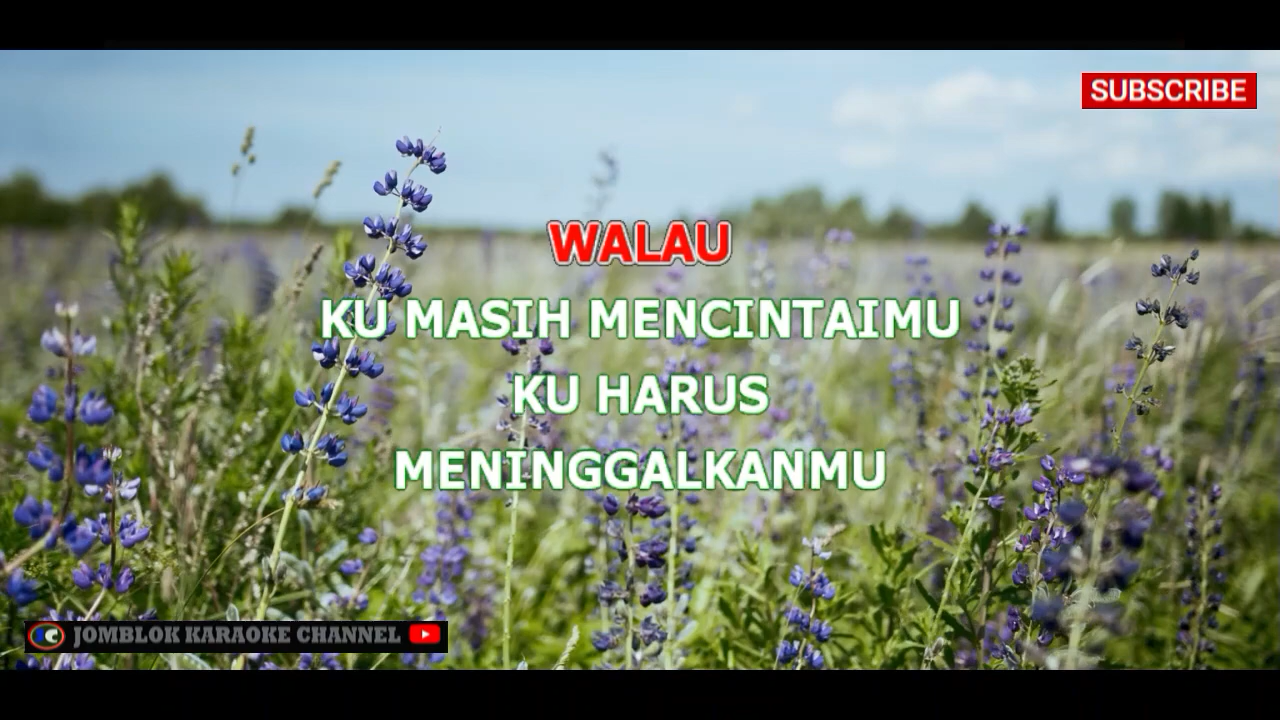 SUBSCRIBE
WALAU
KU MASIH MENCINTAIMU
KU HARUS
MENINGGALKANMU
JOMBLOK KARAOKE CHANNEL